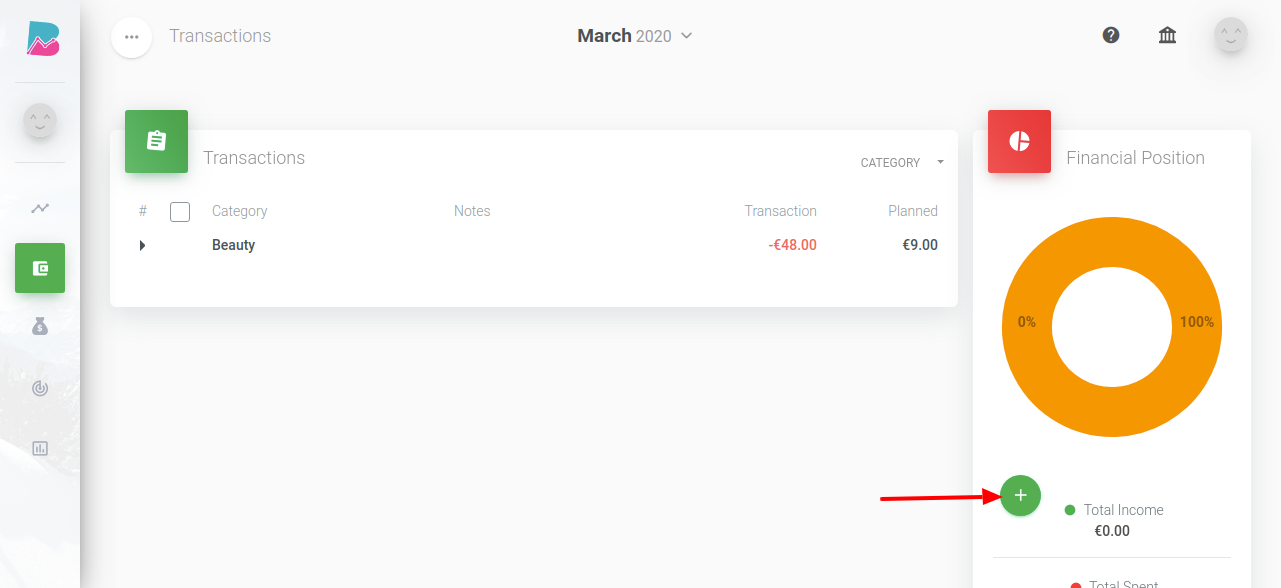 Transactions
March 2020
Transactions
CATEGORY
# Category Notes Transaction Planned
Beauty -€48.00 €9.00
Financial Position
0% 100%
Total Income
€0.00
Total Spent